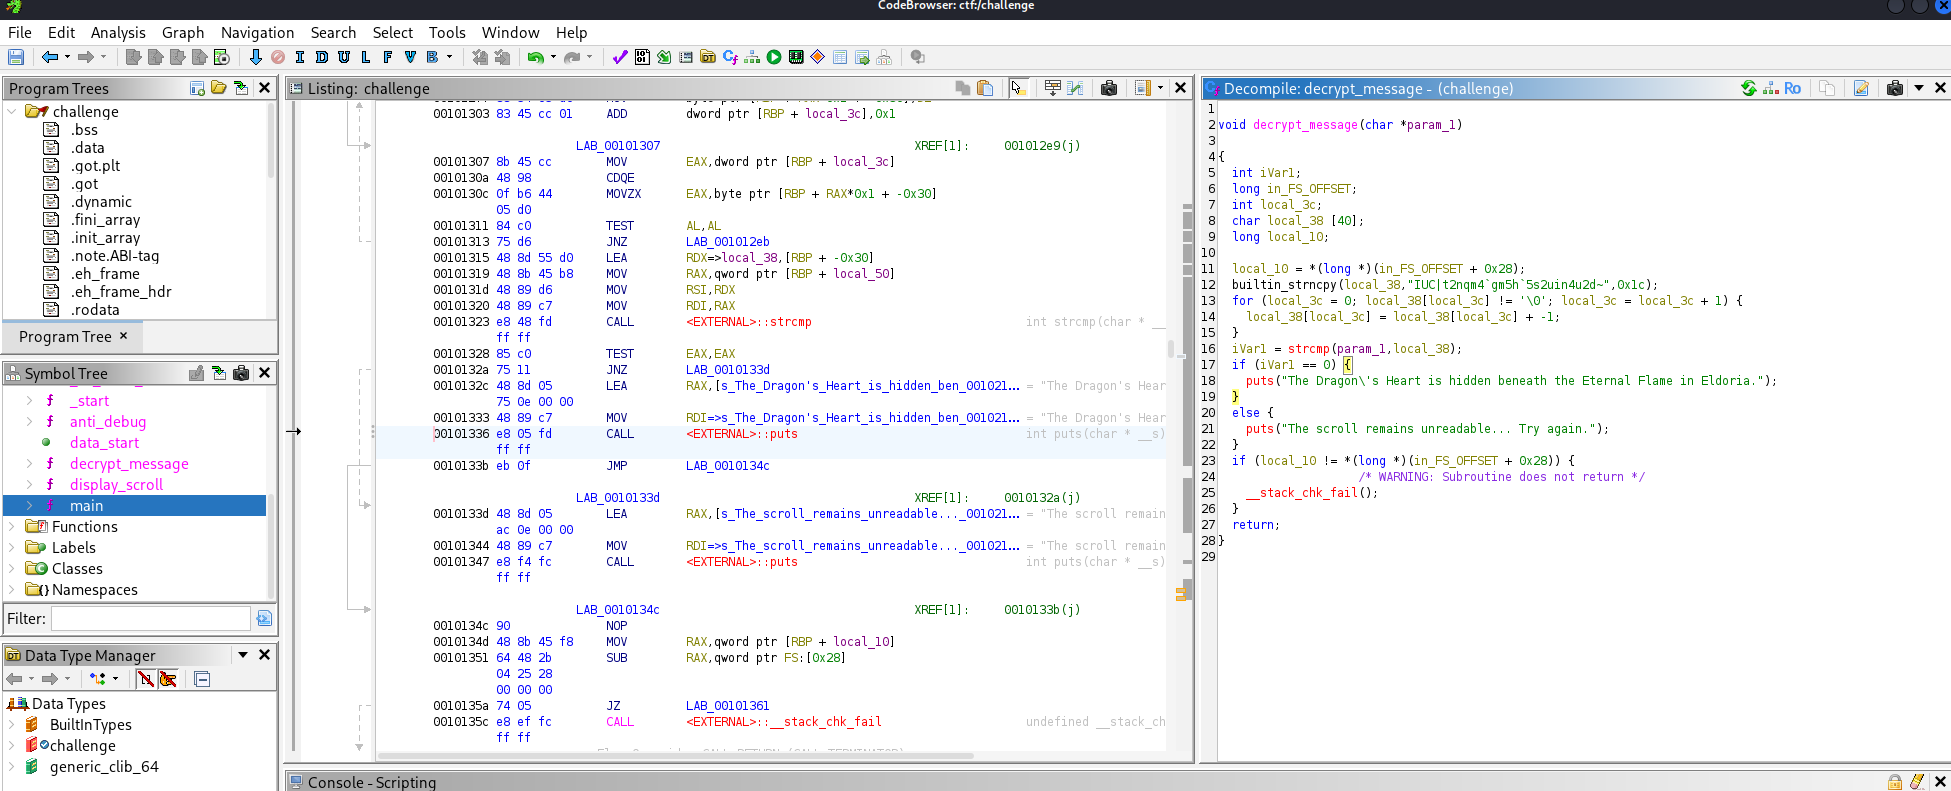 CodeBrowser: ctf:/challenge
File Edit Analysis Graph Navigation Search Select Tools Window Help
I D U L F V B
Program Trees
challenge
.bss
.data
.got.plt
.got
.dynamic
.fini_array
.init_array
.note.ABI-tag
.eh_frame
.eh_frame_hdr
.rodata
Program Tree ×
Symbol Tree
_start
anti_debug
data_start
decrypt_message
display_scroll
main
Functions
Labels
Classes
Namespaces
Filter:
Data Type Manager
Data Types
BuiltInTypes
challenge
generic_clib_64
Listing: challenge
00101303 83 45 cc 01 ADD dword ptr [RBP + local_3c],0x1
LAB_00101307 XREF[1]: 001012e9(j)
00101307 8b 45 cc MOV EAX,dword ptr [RBP + local_3c]
0010130a 48 98 CDQE
0010130c 0f b6 44 MOVZX EAX,byte ptr [RBP + RAX*0x1 + -0x30]
05 d0
00101311 84 c0 TEST AL,AL
00101313 75 d6 JNZ LAB_001012eb
00101315 48 8d 55 d0 LEA RDX=>local_38,[RBP + -0x30]
00101319 48 8b 45 b8 MOV RAX,qword ptr [RBP + local_50]
0010131d 48 89 d6 MOV RSI,RDX
00101320 48 89 c7 MOV RDI,RAX
00101323 e8 48 fd CALL <EXTERNAL>::strcmp int strcmp(char * __
ff ff
00101328 85 c0 TEST EAX,EAX
0010132a 75 11 JNZ LAB_0010133d
0010132c 48 8d 05 LEA RAX,[s_The_Dragon's_Heart_is_hidden_ben_001021... = "The Dragon's Hear
75 0e 00 00
00101333 48 89 c7 MOV RDI=>s_The_Dragon's_Heart_is_hidden_ben_001021... = "The Dragon's Hear
00101336 e8 05 fd CALL <EXTERNAL>::puts int puts(char * __s)
ff ff
0010133b eb 0f JMP LAB_0010134c
LAB_0010133d XREF[1]: 0010132a(j)
0010133d 48 8d 05 LEA RAX,[s_The_scroll_remains_unreadable..._001021... = "The scroll remain
ac 0e 00 00
00101344 48 89 c7 MOV RDI=>s_The_scroll_remains_unreadable..._001021... = "The scroll remain
00101347 e8 f4 fc CALL <EXTERNAL>::puts int puts(char * __s)
ff ff
LAB_0010134c XREF[1]: 0010133b(j)
0010134c 90 NOP
0010134d 48 8b 45 f8 MOV RAX,qword ptr [RBP + local_10]
00101351 64 48 2b SUB RAX,qword ptr FS:[0x28]
04 25 28
00 00 00
0010135a 74 05 JZ LAB_00101361
0010135c e8 ef fc CALL <EXTERNAL>::__stack_chk_fail undefined __stack_ch
ff ff
Decompile: decrypt_message - (challenge)
Ro
1
2 void decrypt_message(char *param_1)
3
4 {
5 int iVar1;
6 long in_FS_OFFSET;
7 int local_3c;
8 char local_38 [40];
9 long local_10;
10
11 local_10 = *(long *)(in_FS_OFFSET + 0x28);
12 builtin_strncpy(local_38,"IUC|t2nqm4`gm5h`5s2uin4u2d~",0x1c);
13 for (local_3c = 0; local_38[local_3c] != '\0'; local_3c = local_3c + 1) {
14 local_38[local_3c] = local_38[local_3c] + -1;
15 }
16 iVar1 = strcmp(param_1,local_38);
17 if (iVar1 == 0) {
18 puts("The Dragon\'s Heart is hidden beneath the Eternal Flame in Eldoria.");
19 }
20 else {
21 puts("The scroll remains unreadable... Try again.");
22 }
23 if (local_10 != *(long *)(in_FS_OFFSET + 0x28)) {
24 /* WARNING: Subroutine does not return */
25 __stack_chk_fail();
26 }
27 return;
28 }
29
Console - Scripting